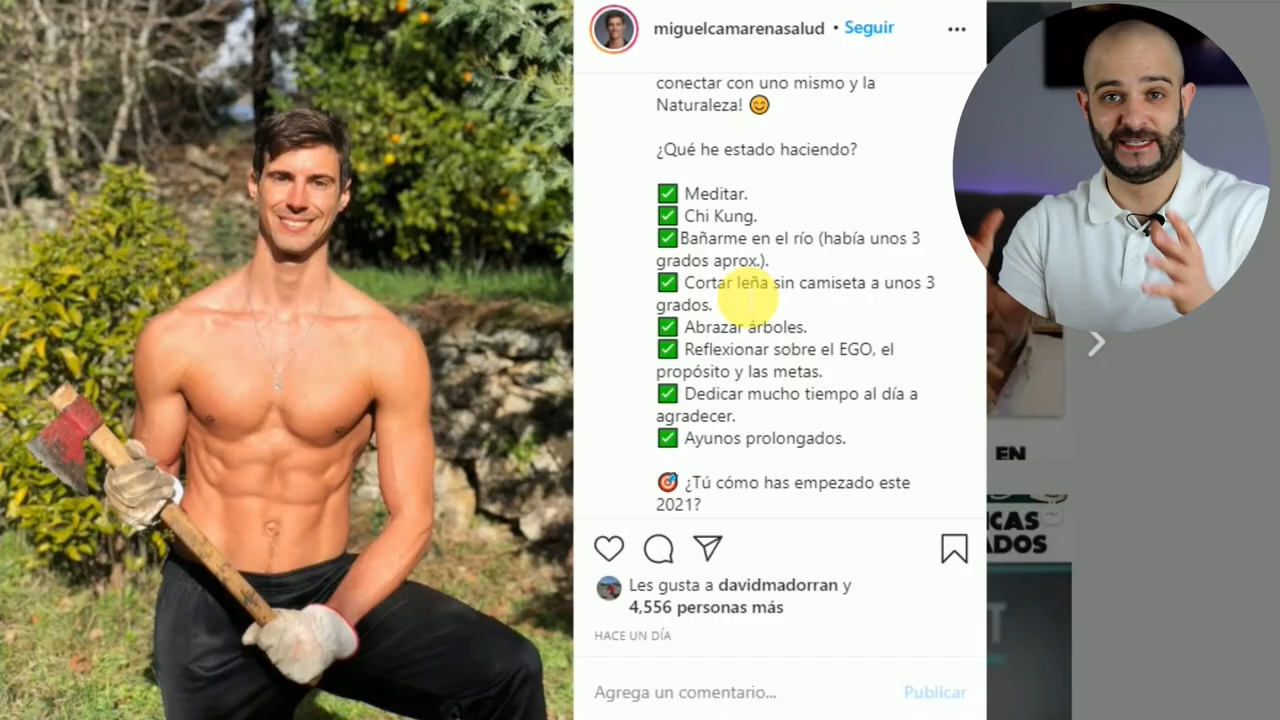 miguelcamarenasalud • Seguir
conectar con uno mismo y la
Naturaleza! 😊
¿Qué he estado haciendo?
✅ Meditar.
✅ Chi Kung.
✅Bañarme en el río (había unos 3
grados aprox.).
✅ Cortar leña sin camiseta a unos 3
grados.
✅ Abrazar árboles.
✅ Reflexionar sobre el EGO, el
propósito y las metas.
✅ Dedicar mucho tiempo al día a
agradecer.
✅ Ayunos prolongados.
🎯 ¿Tú cómo has empezado este
2021?
Les gusta a davidmadorran y
4,556 personas más
HACE UN DÍA
Agrega un comentario... Publicar
EN
ICAS
ADOS